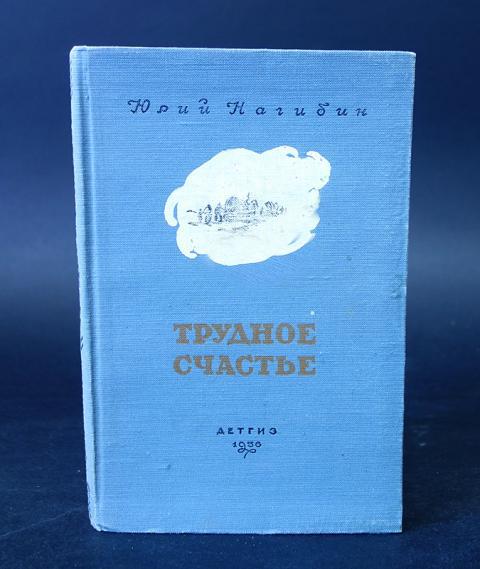 Юрий Нагибин
ТРУДНОЕ
СЧАСТЬЕ
ДЕТГИЗ
1956